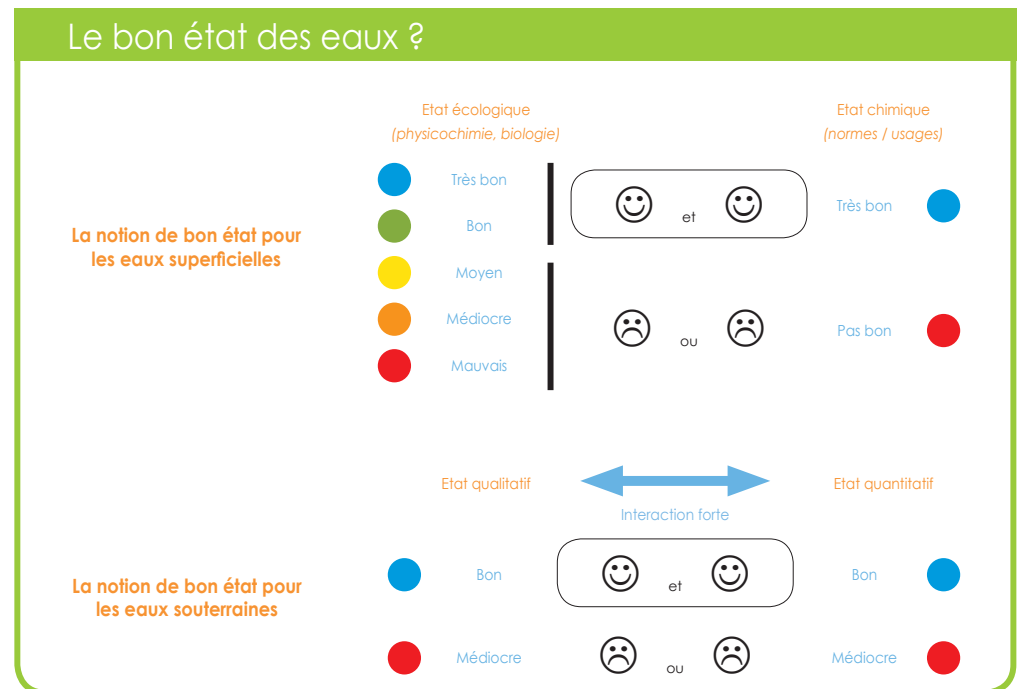 Le bon état des eaux ?
Etat écologique
(physicochimie, biologie)
Etat chimique
(normes / usages)
La notion de bon état pour
les eaux superficielles
Très bon
Bon
Moyen
Médiocre
Mauvais
et
ou
Très bon
Pas bon
Etat qualitatif
Interaction forte
Etat quantitatif
La notion de bon état pour
les eaux souterraines
Bon
et
Bon
Médiocre
ou
Médiocre